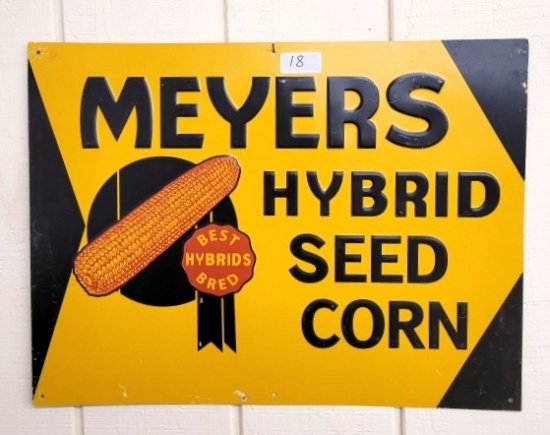 18
MEYERS
HYBRID
SEED
CORN
BEST
HYBRIDS
BRED